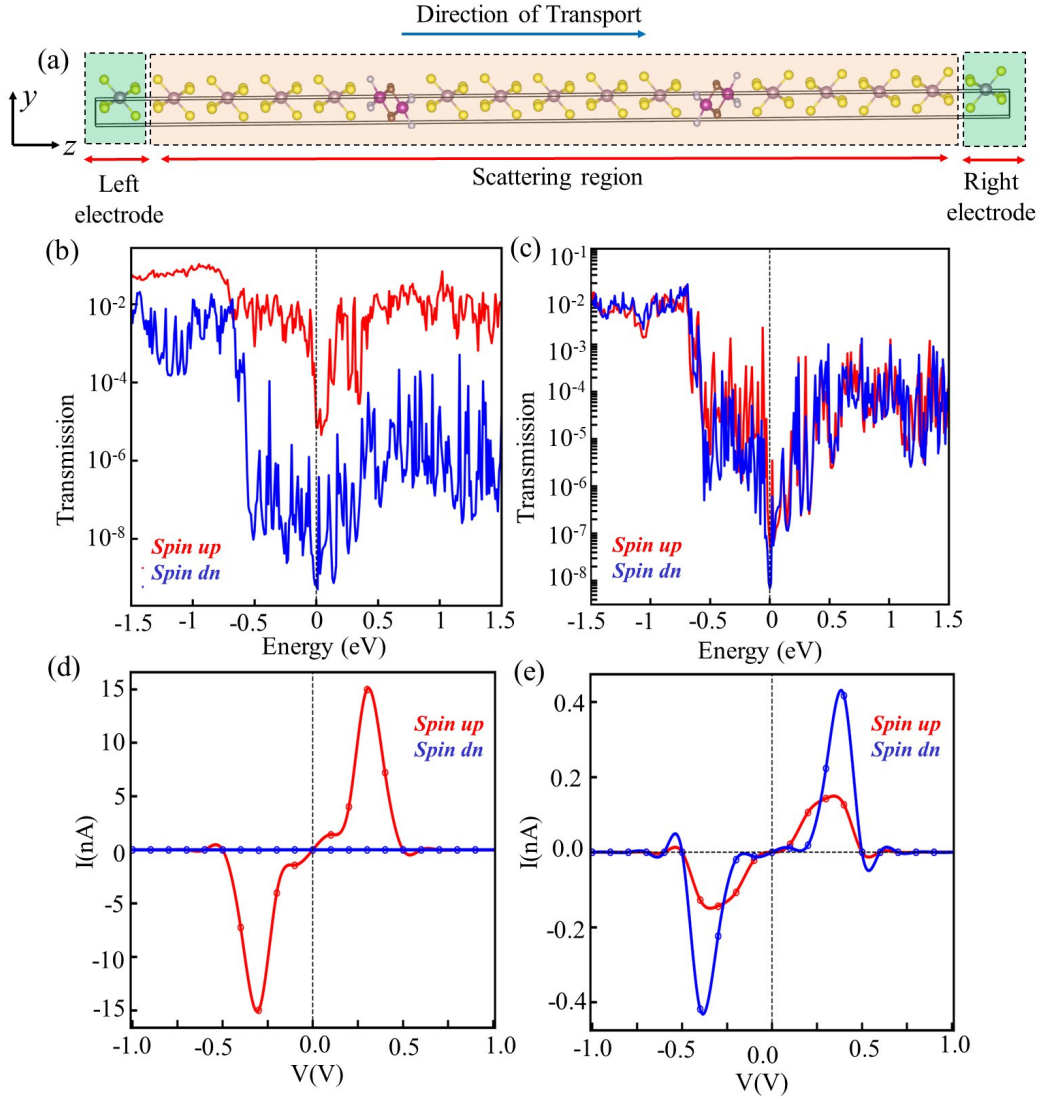 Direction of Transport
(a)
y
z
Left
electrode
Scattering region
Right
electrode
(b)
Transmission
10-2
10-4
10-6
10-8
Spin up
Spin dn
-1.5
-1
-0.5
0
0.5
1
1.5
Energy (eV)
(c)
Transmission
10-1
10-2
10-3
10-4
10-5
10-6
10-7
10-8
Spin up
Spin dn
-1.5
-1
-0.5
0
0.5
1
1.5
Energy (eV)
(d)
I(nA)
15
10
5
0
-5
-10
-15
Spin up
Spin dn
-1.0
-0.5
0.0
0.5
1.0
V(V)
(e)
I(nA)
0.4
0.2
0.0
-0.2
-0.4
Spin up
Spin dn
-1.0
-0.5
0.0
0.5
1.0
V(V)